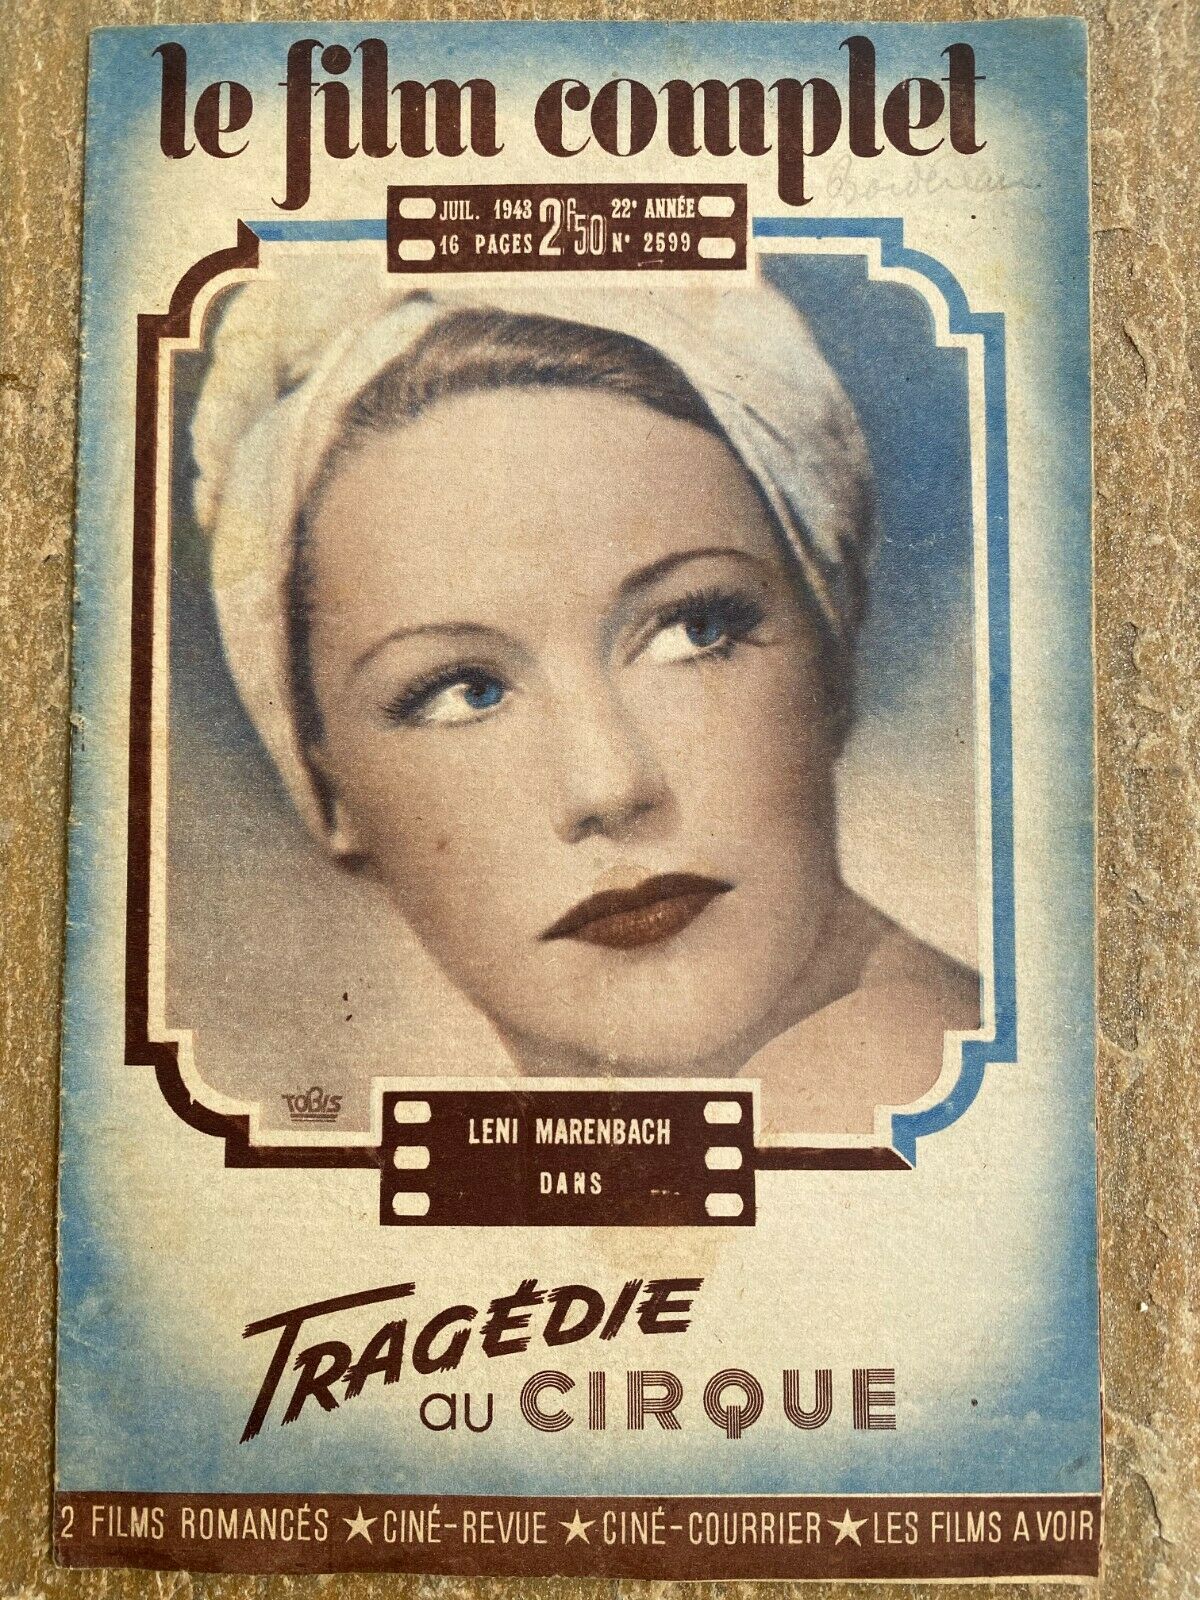 le film complet
JUIL. 1943 2f50 22e ANNÉE
16 PAGES N° 2599
TOBIS
LENI MARENBACH
DANS
TRAGÉDIE
au CIRQUE
2 FILMS ROMANCÉS ★ CINÉ-REVUE ★ CINÉ-COURRIER ★ LES FILMS A VOIR